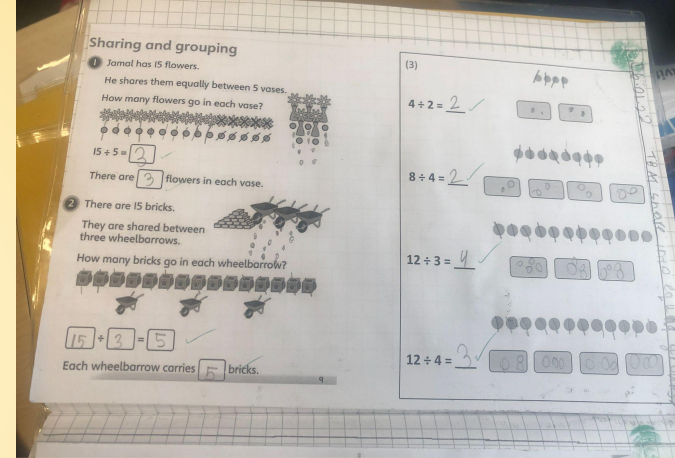 Sharing and grouping
1 Jamal has 15 flowers.
He shares them equally between 5 vases.
How many flowers go in each vase?
15 ÷ 5 = 3
There are 3 flowers in each vase.
2 There are 15 bricks.
They are shared between
three wheelbarrows.
How many bricks go in each wheelbarrow?
15 ÷ 3 = 5
Each wheelbarrow carries 5 bricks.
9
(3)
4 ÷ 2 = 2
8 ÷ 4 = 2
12 ÷ 3 = 4
12 ÷ 4 = 3